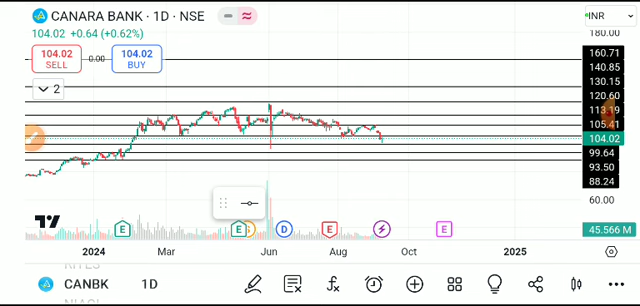 CANARA BANK · 1D · NSE
INR
104.02 +0.64 (+0.62%)
180.00
104.02
SELL
0.00
104.02
BUY
160.71
140.85
130.15
120.60
113.19
105.41
104.02
99.64
93.50
88.24
60.00
45.566 M
2
E
E
D
E
E
2024
Mar
Jun
Aug
Oct
2025
CANBK 1D